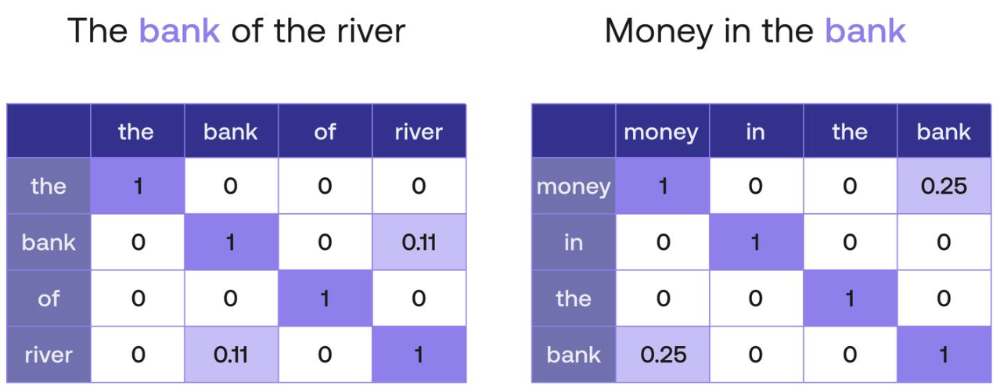 The bank of the river
the bank of river
the 1 0 0 0
bank 0 1 0 0.11
of 0 0 1 0
river 0 0.11 0 1
Money in the bank
money in the bank
money 1 0 0 0.25
in 0 1 0 0
the 0 0 1 0
bank 0.25 0 0 1